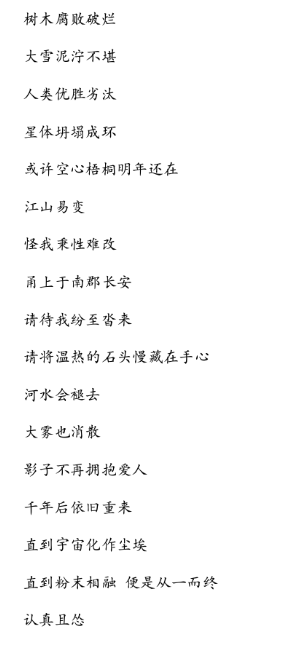 树木腐败破烂
大雪泥泞不堪
人类优胜劣汰
星体坍塌成环
或许空心梧桐明年还在
江山易变
怪我秉性难改
甬上于南郡长安
请待我纷至沓来
请将温热的石头慢藏在手心
河水会褪去
大雾也消散
影子不再拥抱爱人
千年后依旧重来
直到宇宙化作尘埃
直到粉末相融 便是从一而终
认真且怂